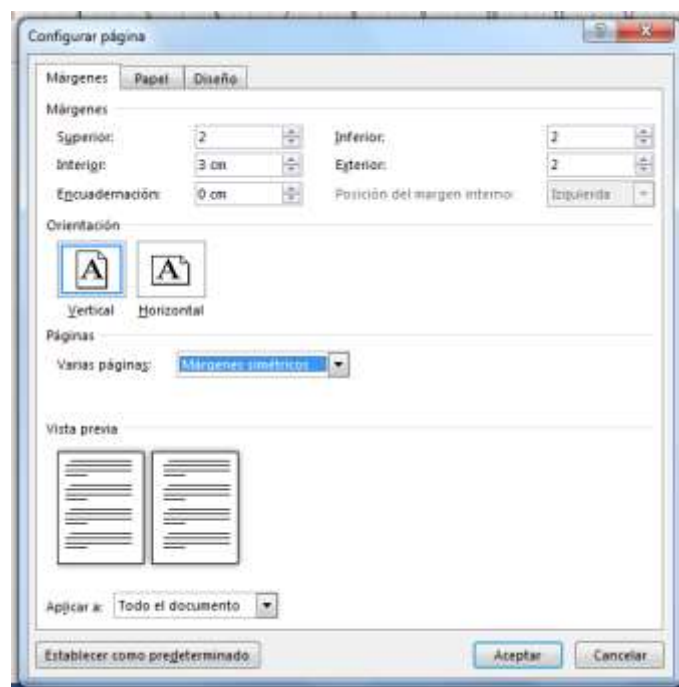 Configurar página
Márgenes Papel Diseño
Márgenes
Superior: 2 Inferior: 2
Interior: 3 cm Exterior: 2
Encuadernación: 0 cm Posición del margen interno: Izquierda
Orientación
A A
Vertical Horizontal
Páginas
Varias páginas: Márgenes simétricos
Vista previa
Aplicar a: Todo el documento
Establecer como predeterminado Aceptar Cancelar